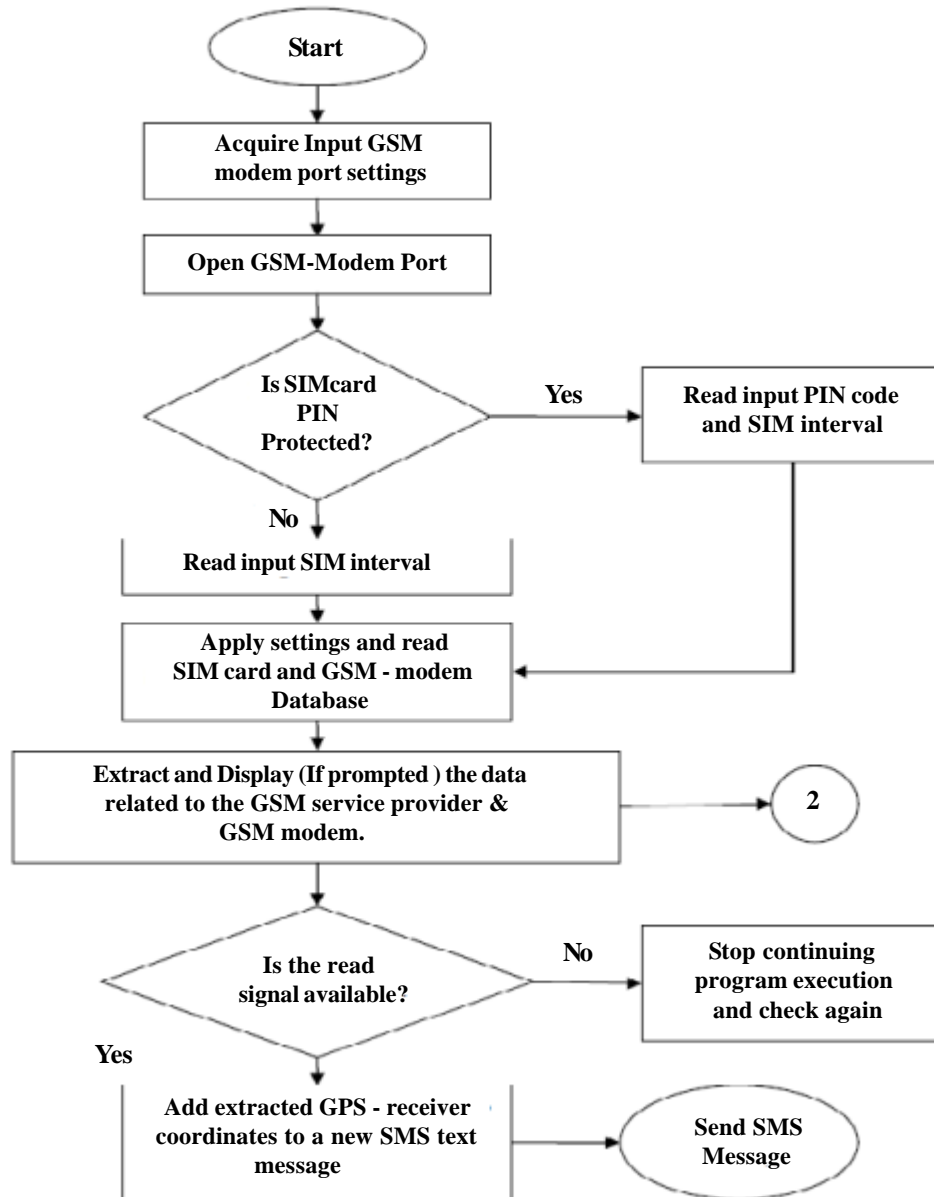 Start
Acquire Input GSM
modem port settings
Open GSM-Modem Port
Is SIMcard
PIN
Protected?
Yes
Read input PIN code
and SIM interval
No
Read input SIM interval
Apply settings and read
SIM card and GSM - modem
Database
Extract and Display (If prompted ) the data
related to the GSM service provider &
GSM modem.
2
Is the read
signal available?
No
Stop continuing
program execution
and check again
Yes
Add extracted GPS - receiver
coordinates to a new SMS text
message
Send SMS
Message